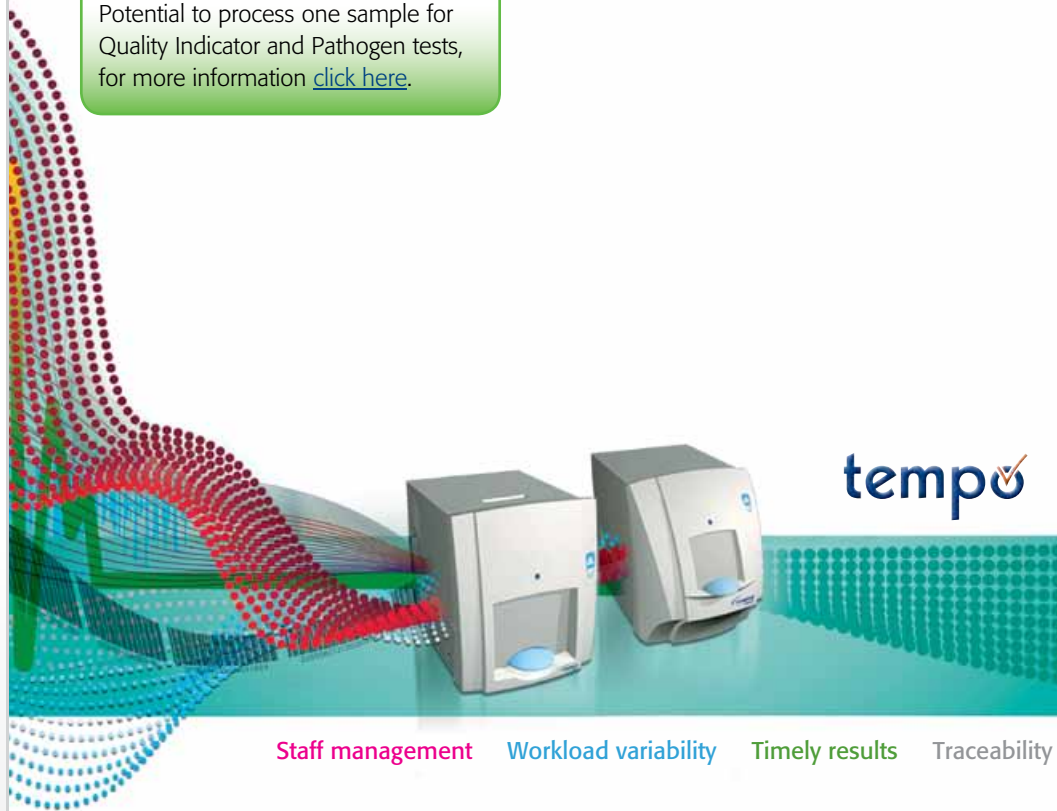 Potential to process one sample for
Quality Indicator and Pathogen tests,
for more information click here.
tempo
Staff management Workload variability Timely results Traceability